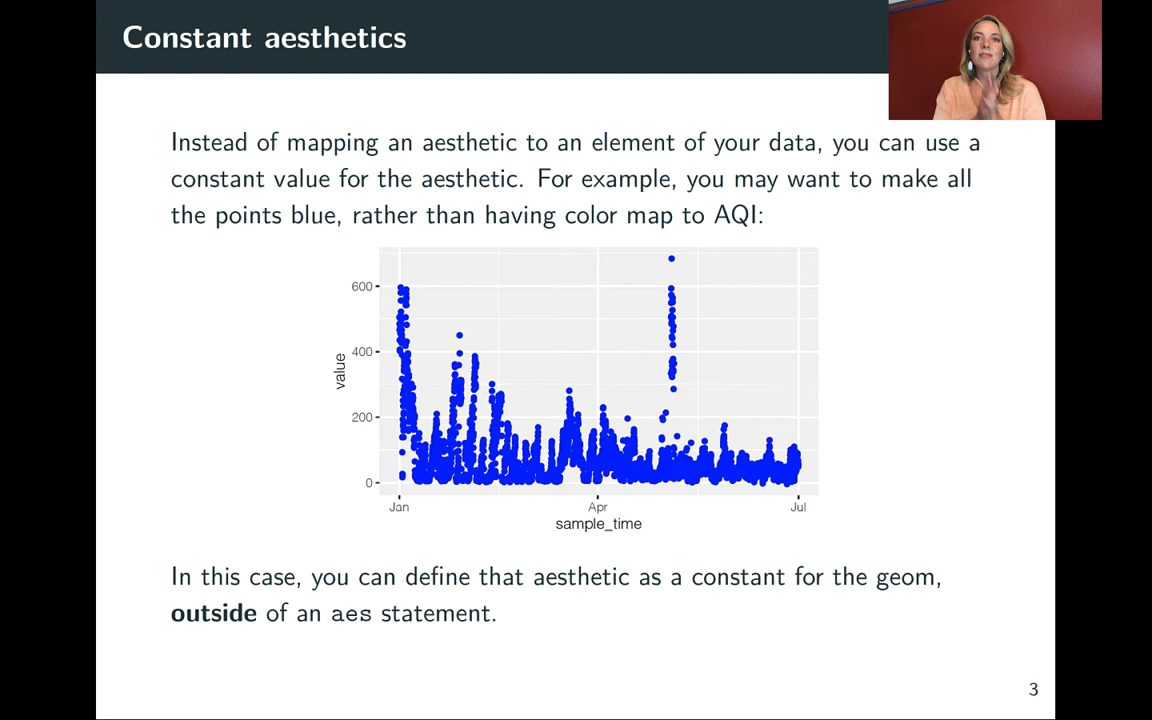 Constant aesthetics
Instead of mapping an aesthetic to an element of your data, you can use a
constant value for the aesthetic. For example, you may want to make all
the points blue, rather than having color map to AQI:
600
400
200
0
value
Jan
Apr
Jul
sample_time
In this case, you can define that aesthetic as a constant for the geom,
outside of an aes statement.
3